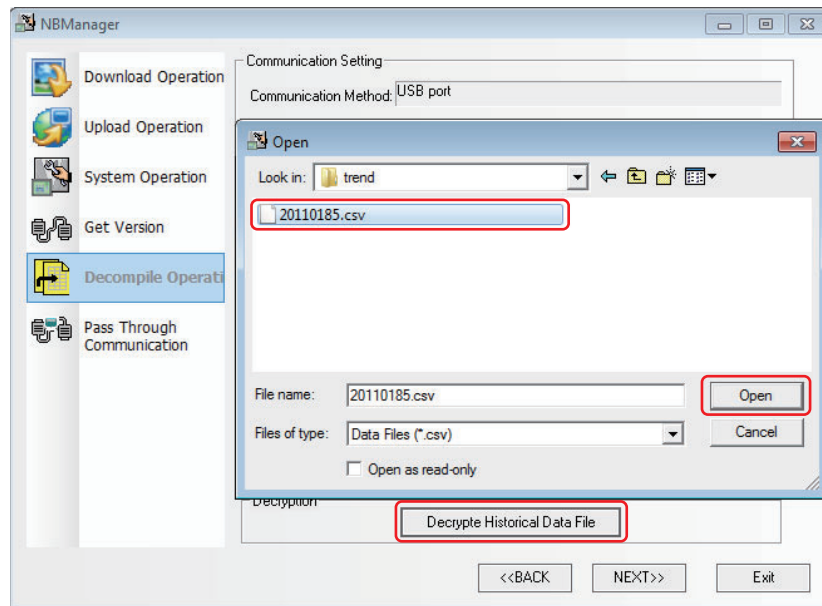 NBManager
Download Operation
Upload Operation
System Operation
Get Version
Decompile Operati
Pass Through
Communication
Communication Setting
Communication Method: USB port
Open
Look in: trend
20110185.csv
File name: 20110185.csv
Open
Files of type: Data Files (*.csv)
Cancel
Open as read-only
Decryption
Decrypte Historical Data File
<<BACK NEXT>> Exit